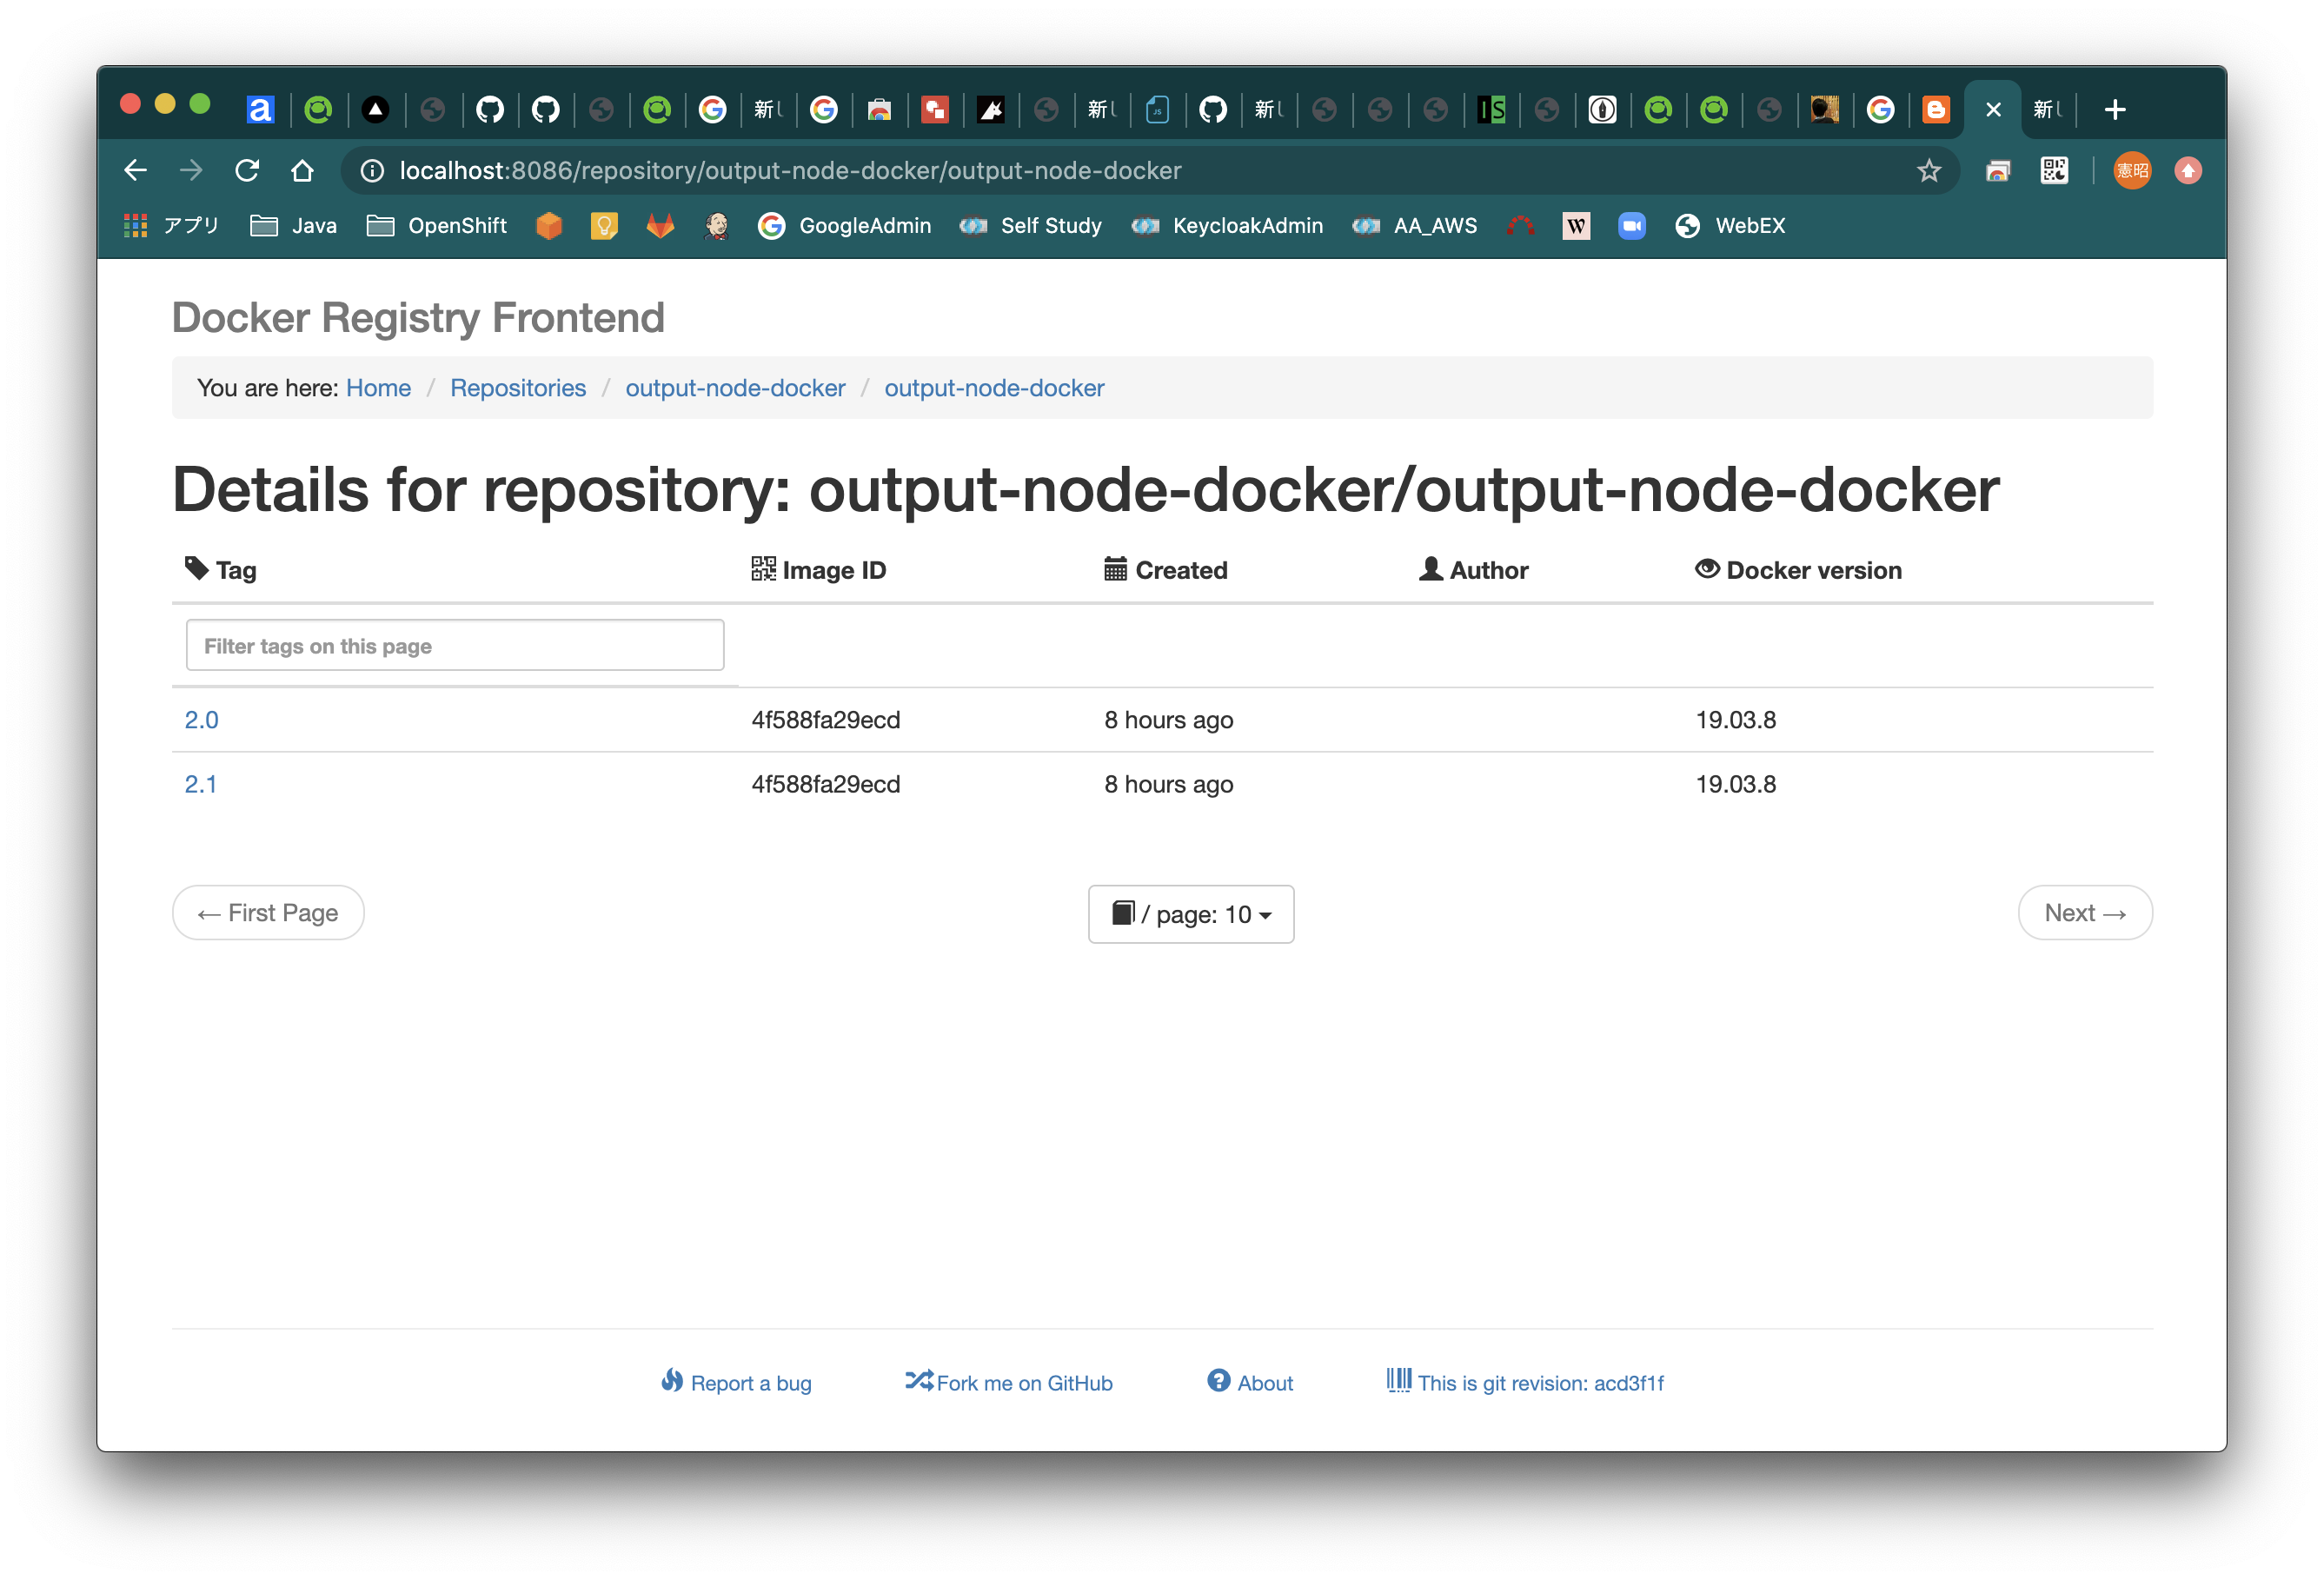 新し 新し 新し IS 新し
localhost:8086/repository/output-node-docker/output-node-docker 憲昭
アプリ Java OpenShift GoogleAdmin Self Study KeycloakAdmin AA_AWS W WebEX
Docker Registry Frontend
You are here: Home / Repositories / output-node-docker / output-node-docker
Details for repository: output-node-docker/output-node-docker
Tag Image ID Created Author Docker version
Filter tags on this page
2.0 4f588fa29ecd 8 hours ago 19.03.8
2.1 4f588fa29ecd 8 hours ago 19.03.8
← First Page / page: 10 Next →
Report a bug Fork me on GitHub About This is git revision: acd3f1f